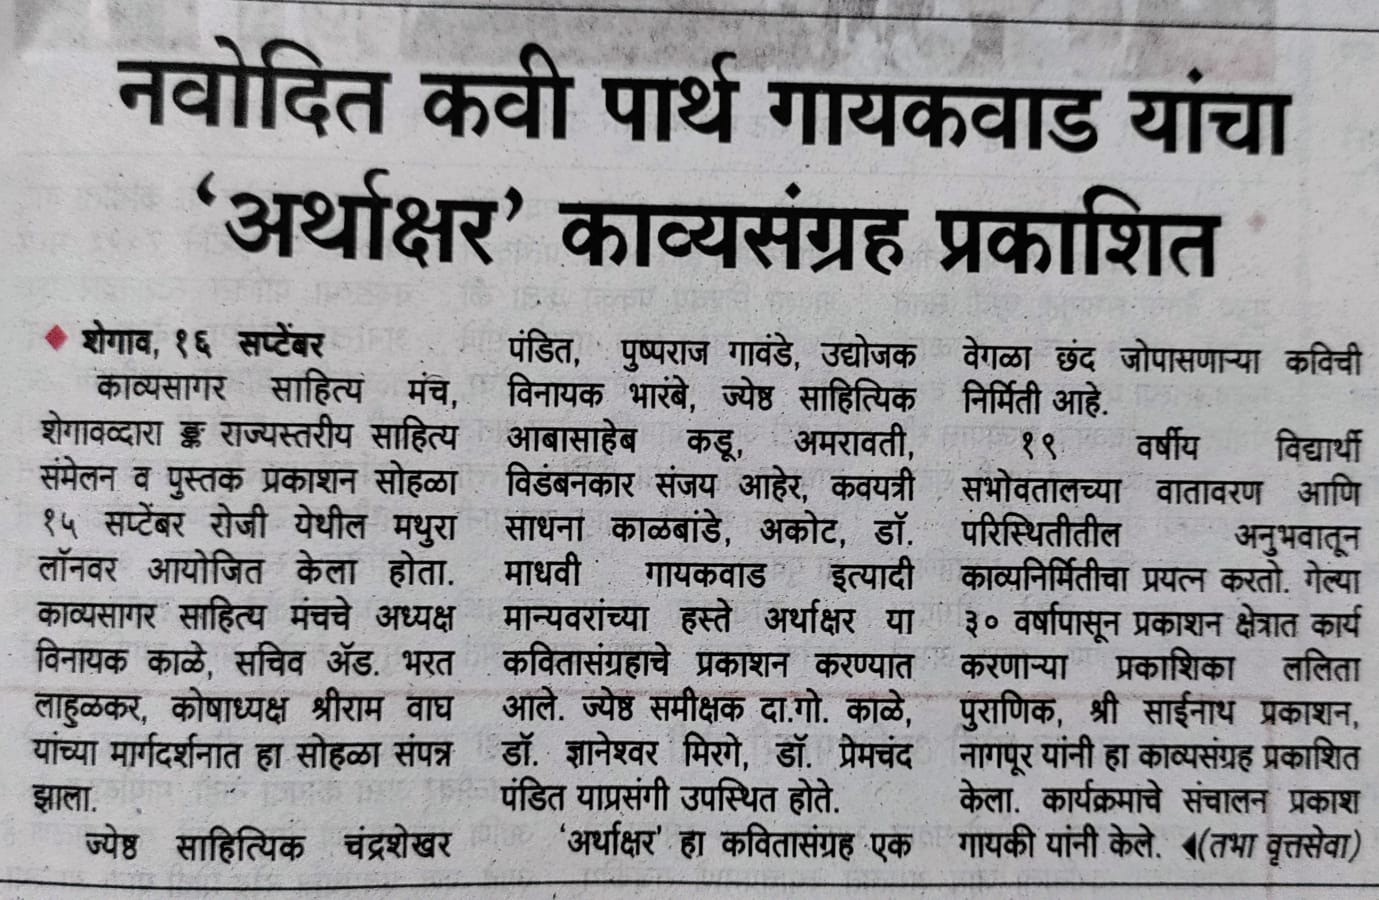 नवोदित कवी पार्थ गायकवाड यांचा
‘अर्थाक्षर’ काव्यसंग्रह प्रकाशित
◆ शेगाव, १६ सप्टेंबर
काव्यसागर साहित्य मंच,
शेगावव्दारा ङ्क राज्यस्तरीय साहित्य
संमेलन व पुस्तक प्रकाशन सोहळा
१५ सप्टेंबर रोजी येथील मथुरा
लॉनवर आयोजित केला होता.
काव्यसागर साहित्य मंचचे अध्यक्ष
विनायक काळे, सचिव अ‍ॅड. भरत
लाहुळकर, कोषाध्यक्ष श्रीराम वाघ
यांच्या मार्गदर्शनात हा सोहळा संपन्न
झाला.
ज्येष्ठ साहित्यिक चंद्रशेखर
पंडित, पुष्पराज गावंडे, उद्योजक
विनायक भारंबे, ज्येष्ठ साहित्यिक
आबासाहेब कडू, अमरावती,
विडंबनकार संजय आहेर, कवयत्री
साधना काळबांडे, अकोट, डॉ.
माधवी गायकवाड इत्यादी
मान्यवरांच्या हस्ते अर्थाक्षर या
कवितासंग्रहाचे प्रकाशन करण्यात
आले. ज्येष्ठ समीक्षक दा.गो. काळे,
डॉ. ज्ञानेश्वर मिरगे, डॉ. प्रेमचंद
पंडित याप्रसंगी उपस्थित होते.
‘अर्थाक्षर’ हा कवितासंग्रह एक
वेगळा छंद जोपासणाऱ्या कविची
निर्मिती आहे.
१९ वर्षीय विद्यार्थी
सभोवतालच्या वातावरण आणि
परिस्थितीतील अनुभवातून
काव्यनिर्मितीचा प्रयत्न करतो. गेल्या
३० वर्षापासून प्रकाशन क्षेत्रात कार्य
करणाऱ्या प्रकाशिका ललिता
पुराणिक, श्री साईनाथ प्रकाशन,
नागपूर यांनी हा काव्यसंग्रह प्रकाशित
केला. कार्यक्रमाचे संचालन प्रकाश
गायकी यांनी केले. ◀(तभा वृत्तसेवा)